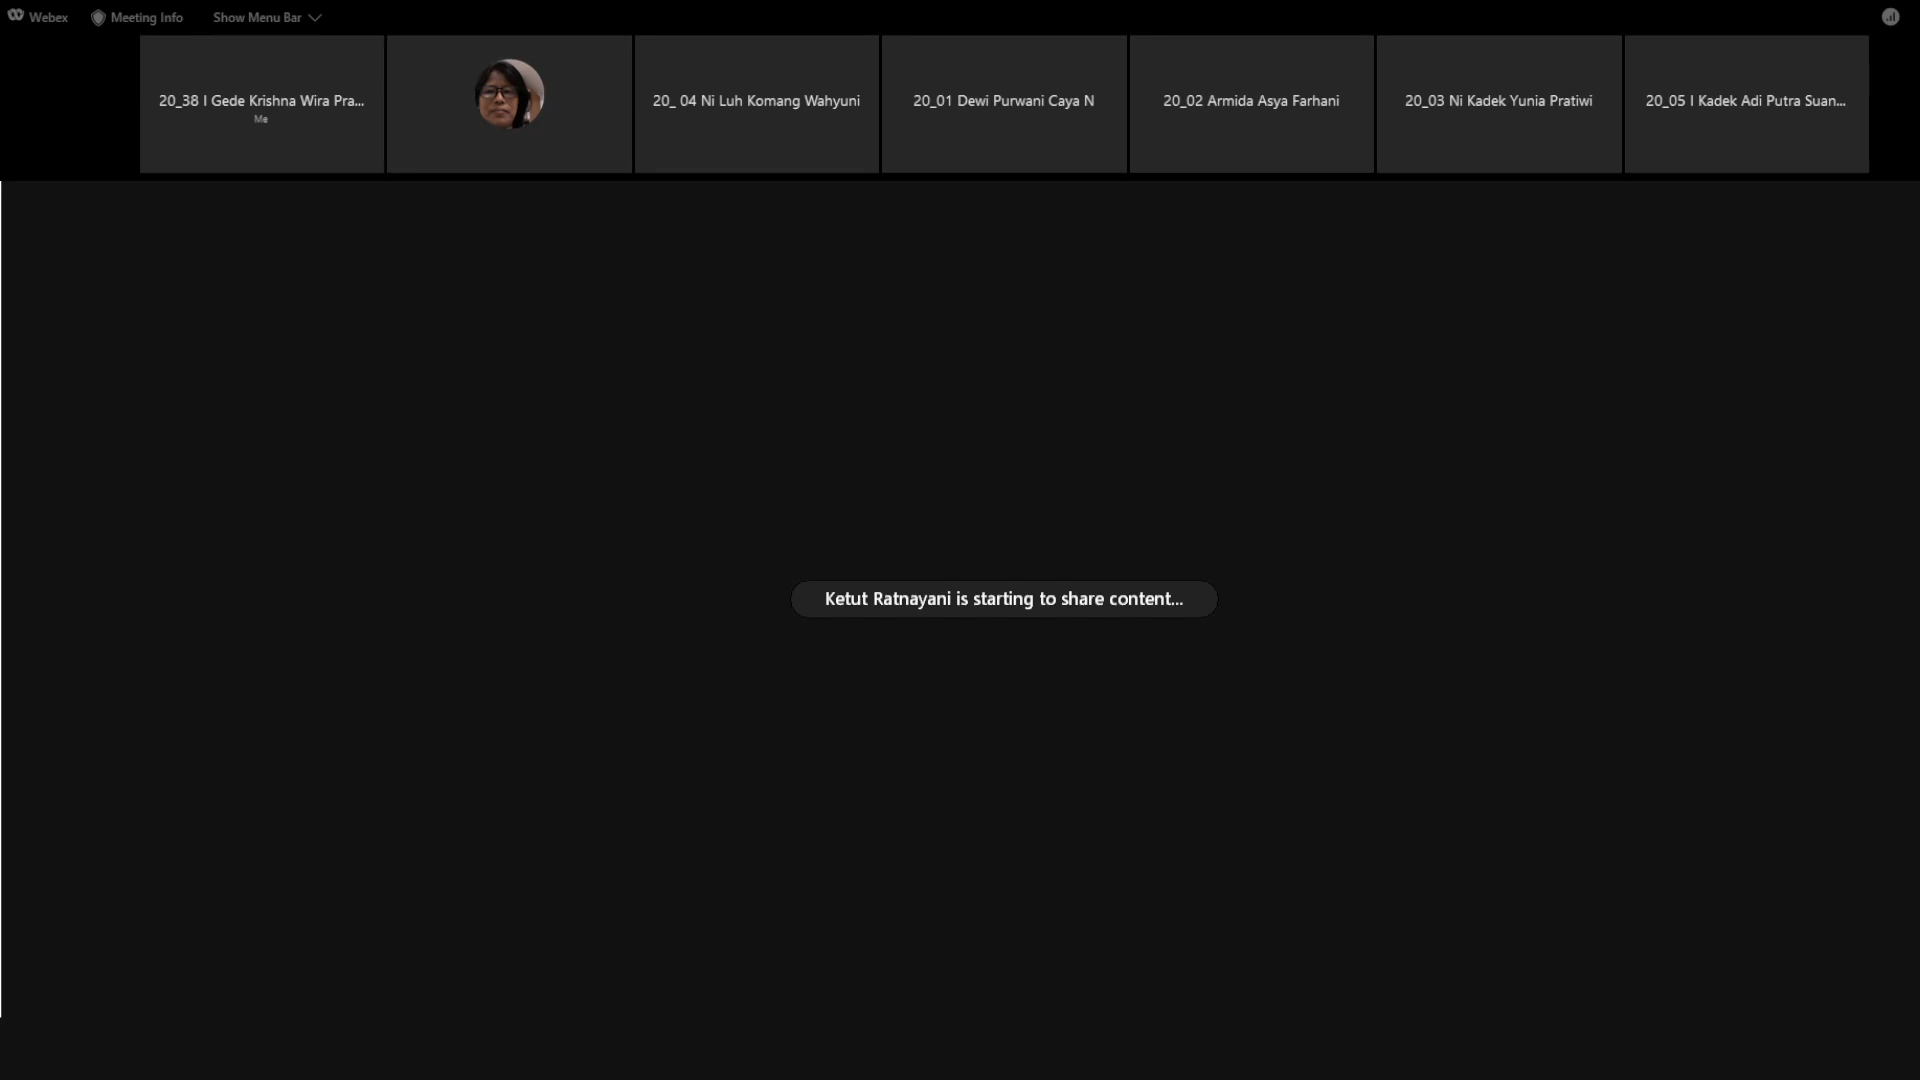 Webex
Meeting Info
Show Menu Bar
20_38 I Gede Krishna Wira Pra...
Me
20_ 04 Ni Luh Komang Wahyuni
20_01 Dewi Purwani Caya N
20_02 Armida Asya Farhani
20_03 Ni Kadek Yunia Pratiwi
20_05 I Kadek Adi Putra Suan...
Ketut Ratnayani is starting to share content...